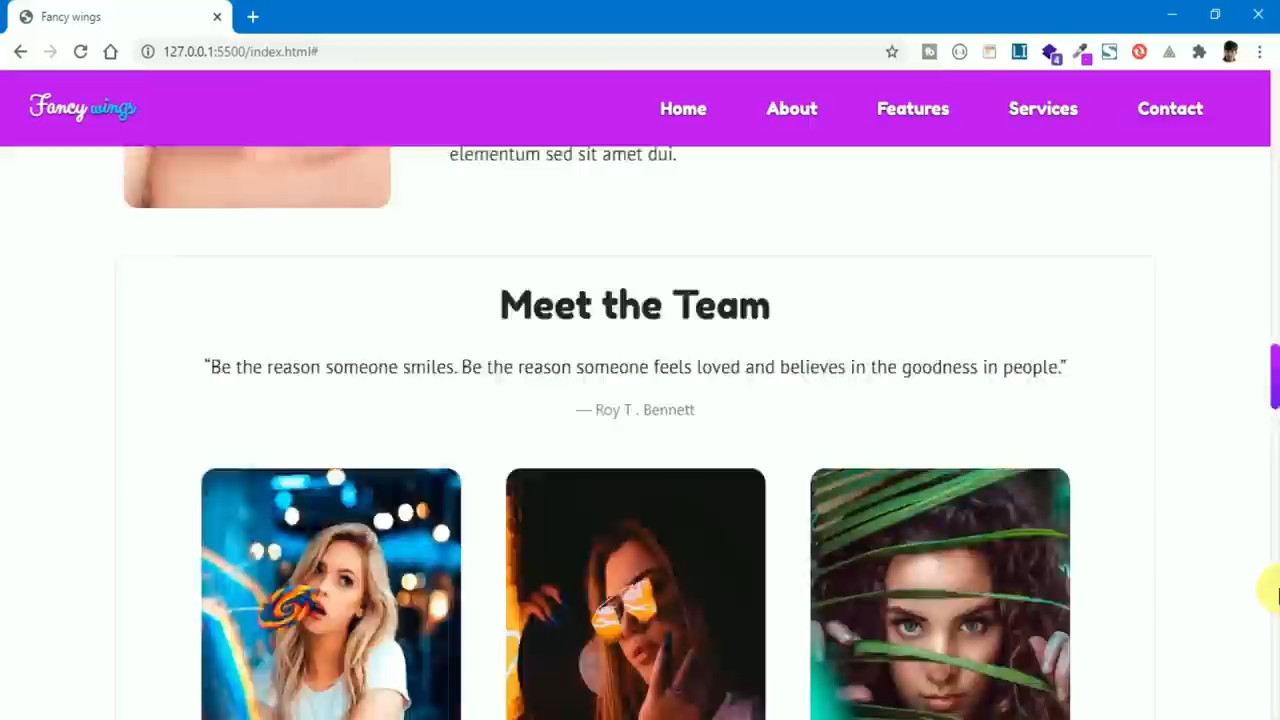 Fancy wings
127.0.0.1:5500/index.html#
Fancy wings
Home
About
Features
Services
Contact
elementum sed sit amet dui.
Meet the Team
“Be the reason someone smiles. Be the reason someone feels loved and believes in the goodness in people.”
— Roy T . Bennett